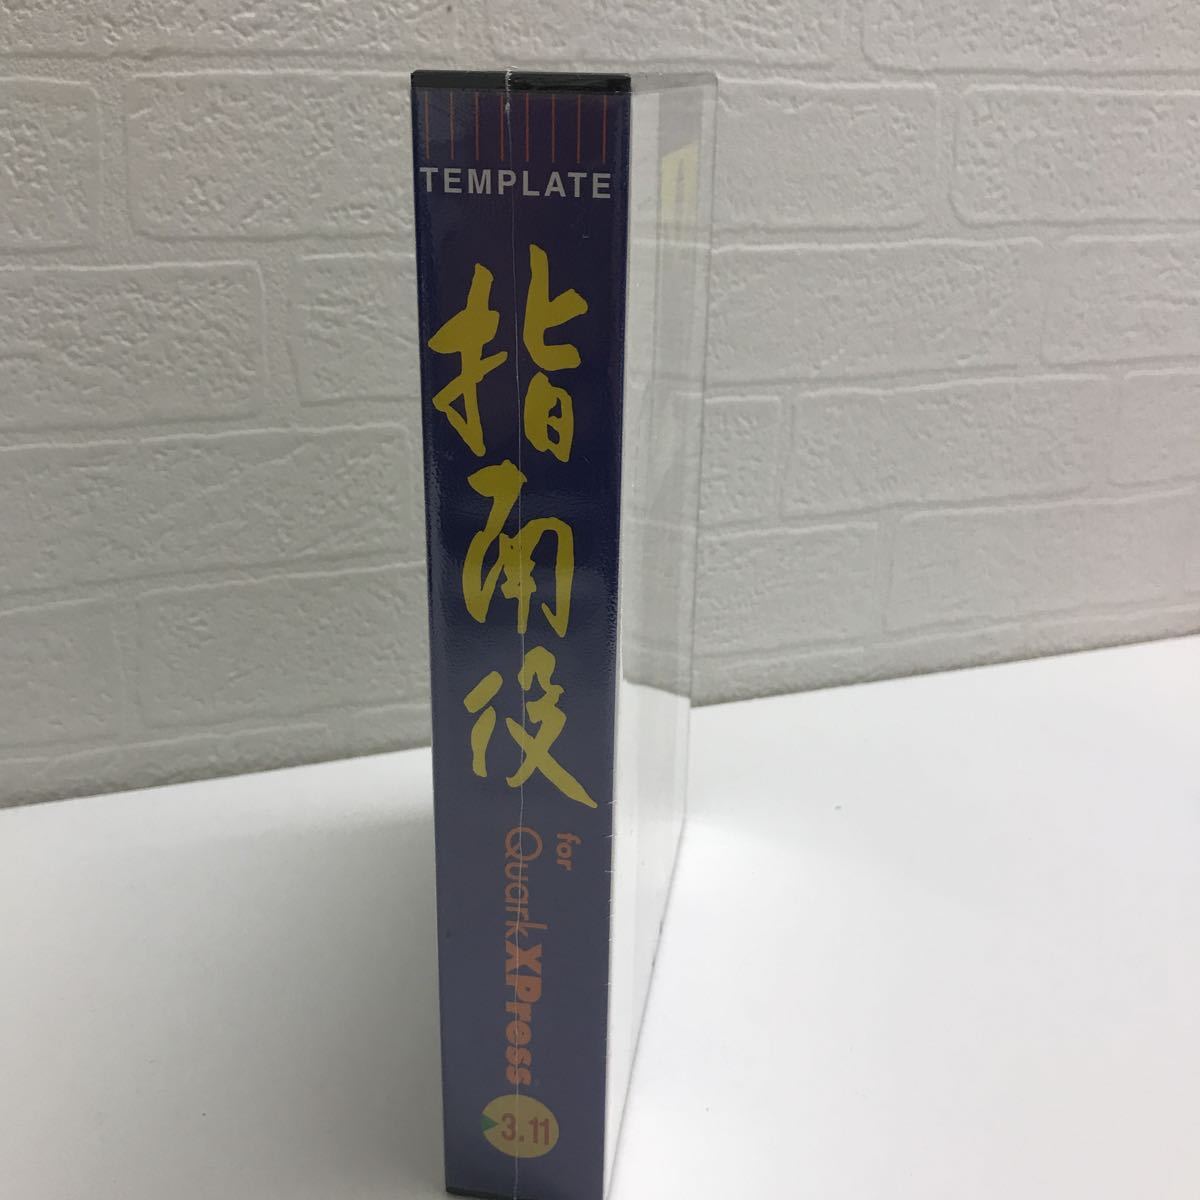 TEMPLATE
指南役
for
QuarkXPress
3.11